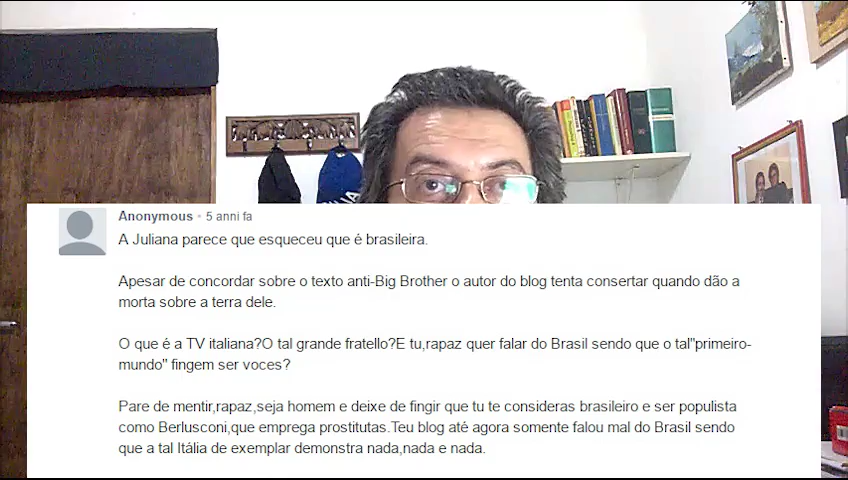 Anonymous • 5 anni fa
A Juliana parece que esqueceu que é brasileira.
Apesar de concordar sobre o texto anti-Big Brother o autor do blog tenta consertar quando dão a
morta sobre a terra dele.
O que é a TV italiana?O tal grande fratello?E tu,rapaz quer falar do Brasil sendo que o tal"primeiro-
mundo" fingem ser voces?
Pare de mentir,rapaz,seja homem e deixe de fingir que tu te consideras brasileiro e ser populista
como Berlusconi,que emprega prostitutas.Teu blog até agora somente falou mal do Brasil sendo
que a tal Itália de exemplar demonstra nada,nada e nada.